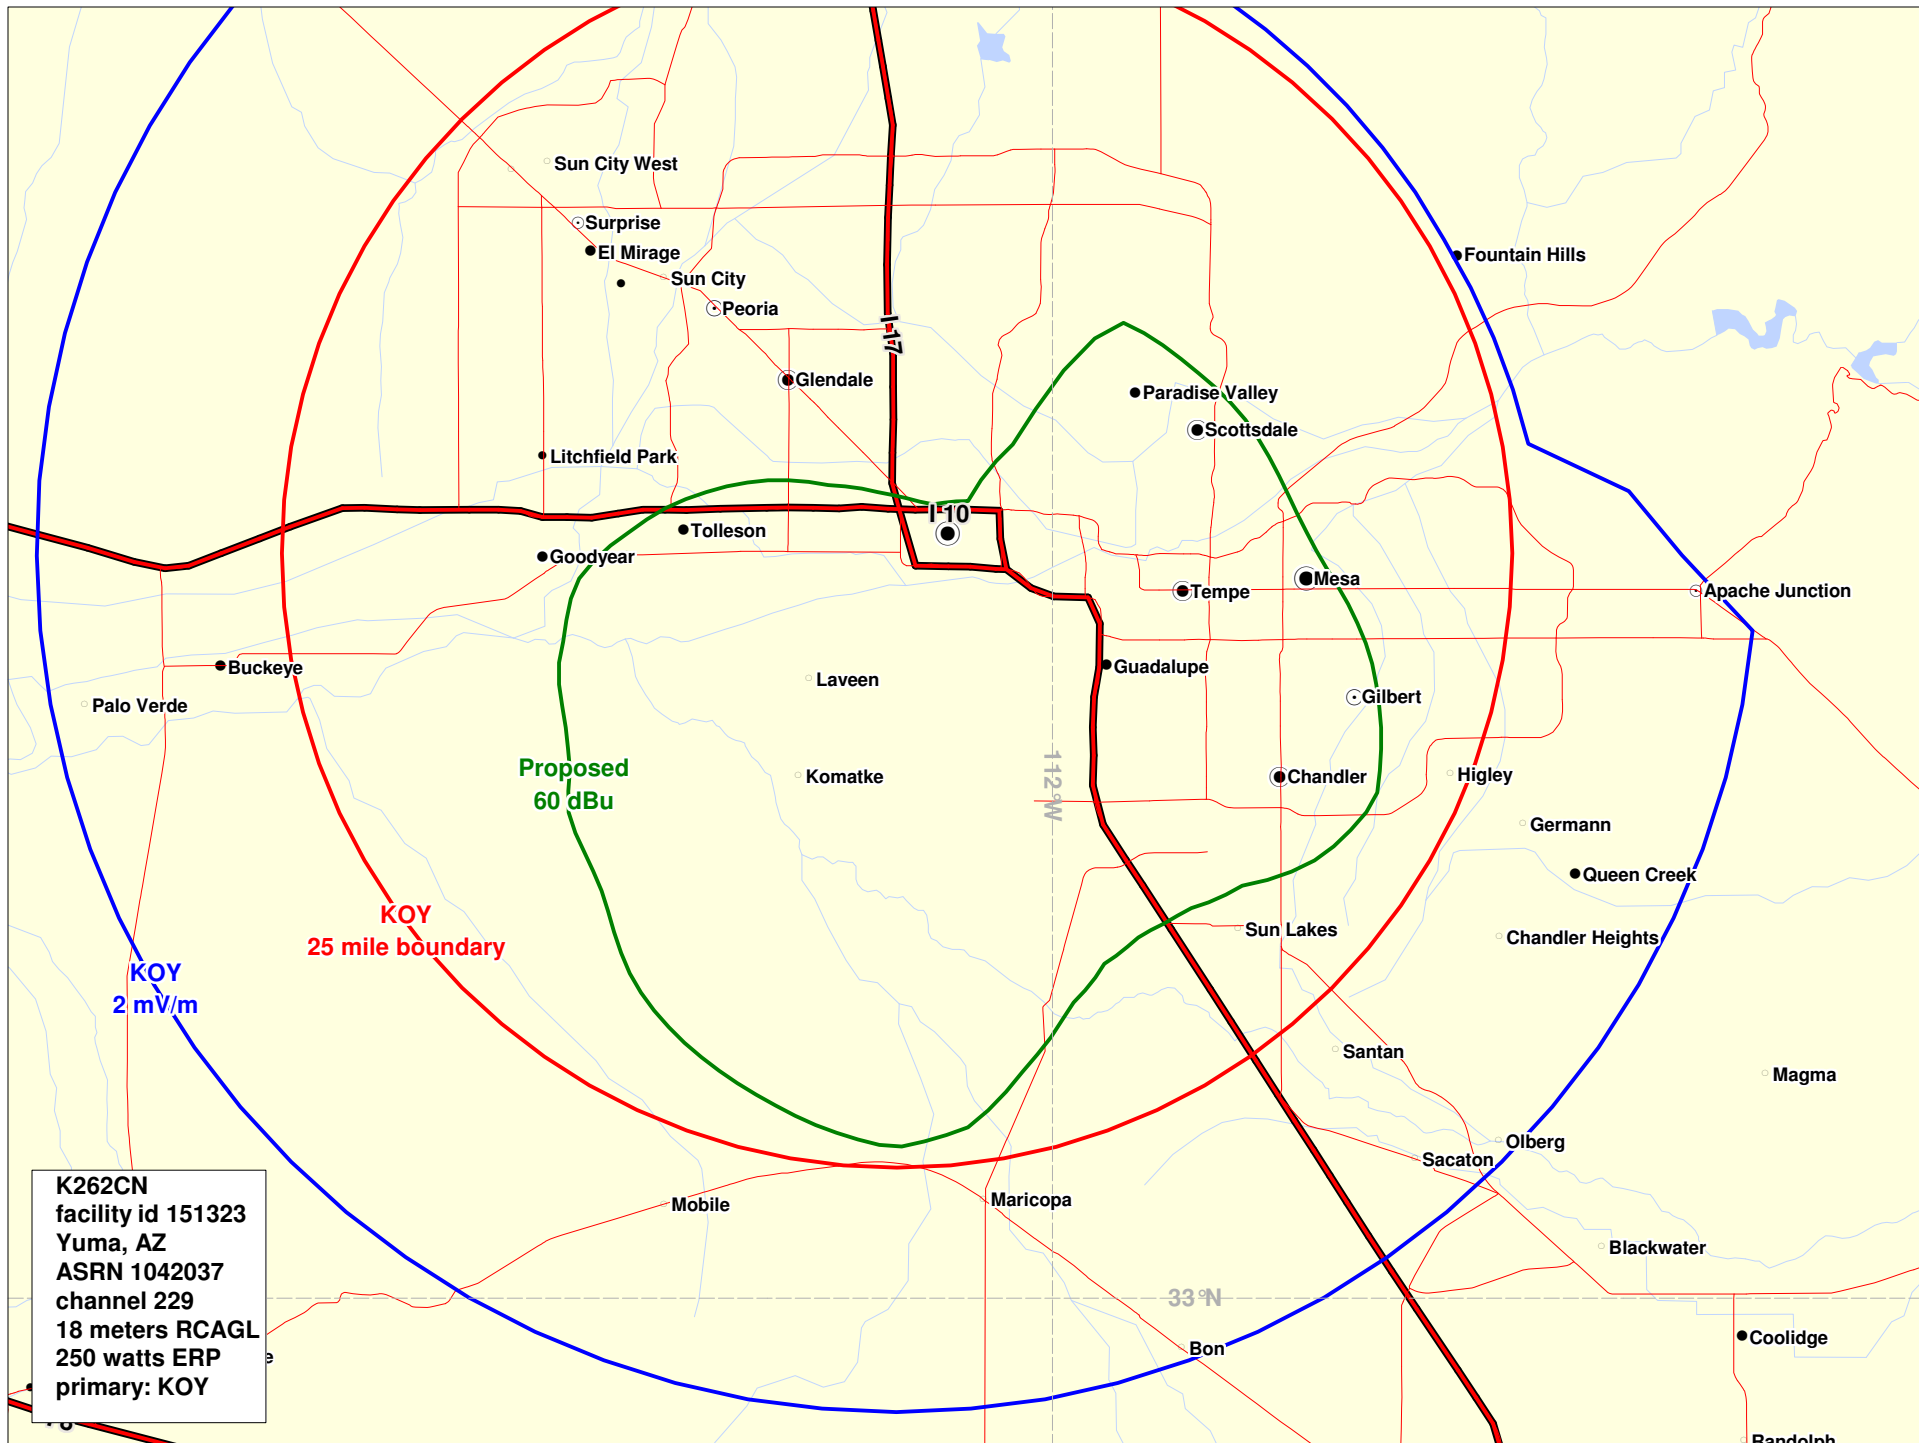 Sun City West
Surprise
El Mirage
Fountain Hills
Sun City
Peoria
I 17
Glendale
Paradise Valley
Scottsdale
Litchfield Park
I 10
Tolleson
Goodyear
Mesa
Tempe
Apache Junction
Buckeye
Guadalupe
Laveen
Gilbert
Palo Verde
Proposed
60 dBu
Komatke
112°W
Chandler
Higley
Germann
Queen Creek
KOY
25 mile boundary
Sun Lakes
Chandler Heights
KOY
2 mV/m
Santan
Magma
Olberg
Sacaton
Mobile
Maricopa
Blackwater
33°N
Bon
Coolidge
Randolph
K262CN
facility id 151323
Yuma, AZ
ASRN 1042037
channel 229
18 meters RCAGL
250 watts ERP
primary: KOY